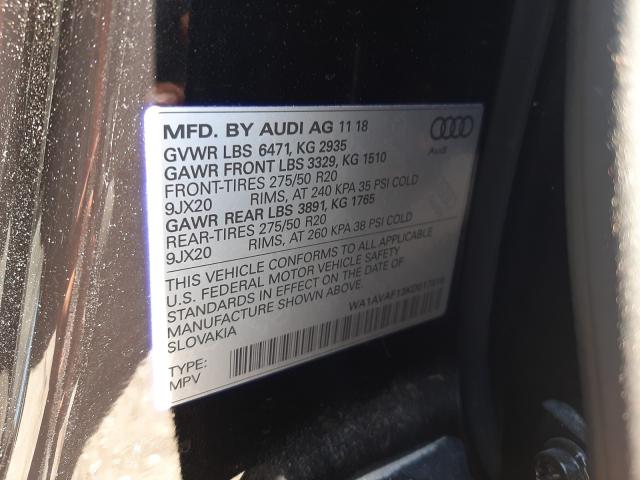 MFD. BY AUDI AG 11 18
GVWR LBS 6471, KG 2935
GAWR FRONT LBS 3329, KG 1510
FRONT-TIRES 275/50 R20
9JX20 RIMS, AT 240 KPA 35 PSI COLD
GAWR REAR LBS 3891, KG 1765
REAR-TIRES 275/50 R20
9JX20 RIMS, AT 260 KPA 38 PSI COLD
THIS VEHICLE CONFORMS TO ALL APPLICABLE
U.S. FEDERAL MOTOR VEHICLE SAFETY
STANDARDS IN EFFECT ON THE DATE OF
MANUFACTURE SHOWN ABOVE.
SLOVAKIA
TYPE:
MPV
Audi